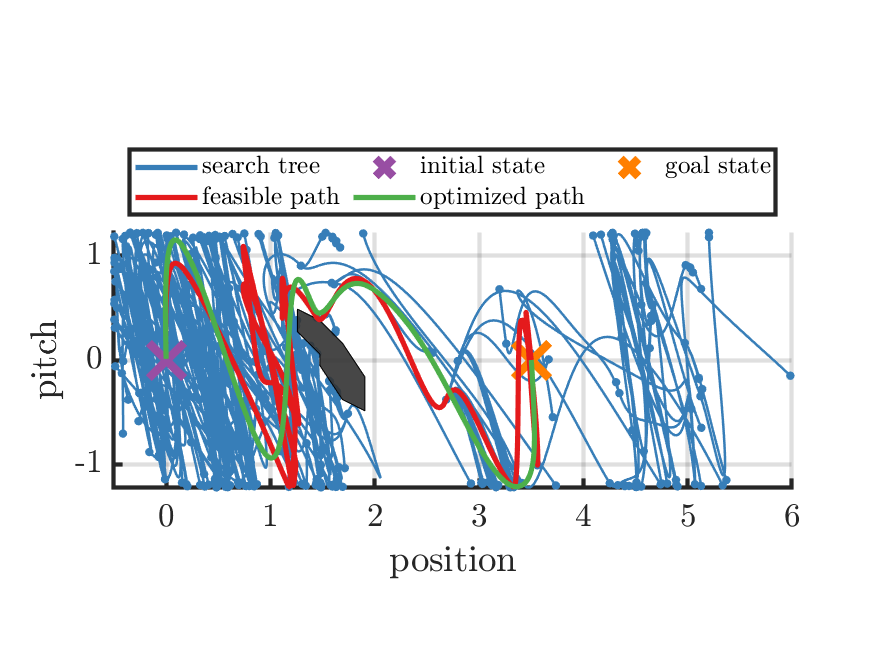 search tree initial state goal state
feasible path optimized path
pitch
1
0
-1
0 1 2 3 4 5 6
position